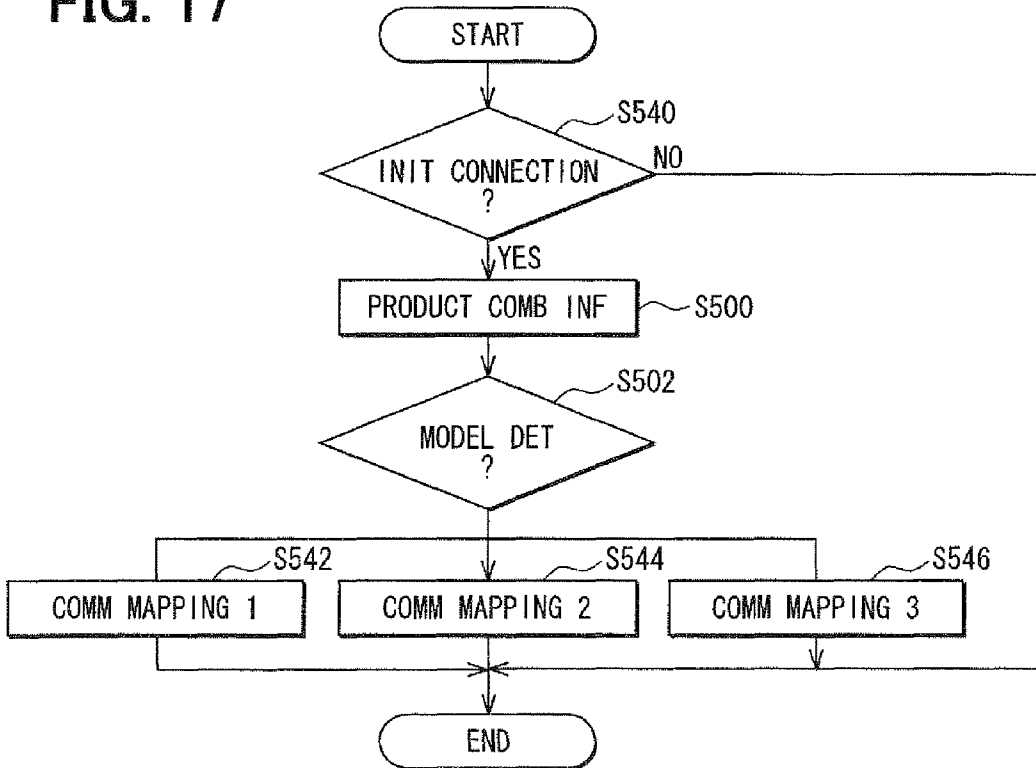 FIG. 17
START
S540
INIT CONNECTION
?
NO
YES
PRODUCT COMB INF
S500
S502
MODEL DET
?
S542
S544
S546
COMM MAPPING 1
COMM MAPPING 2
COMM MAPPING 3
END